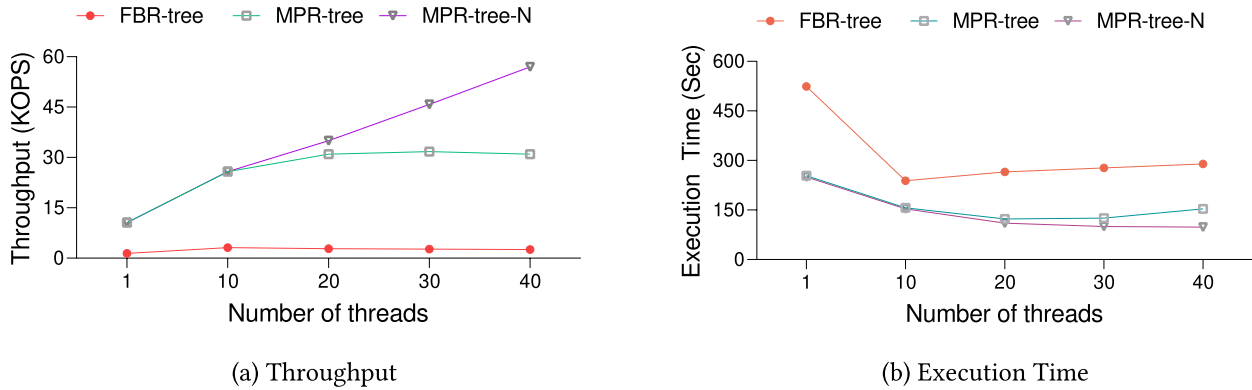 FBR-tree MPR-tree MPR-tree-N
60
45
30
15
0
Throughput (KOPS)
1 10 20 30 40
Number of threads
(a) Throughput
FBR-tree MPR-tree MPR-tree-N
600
450
300
150
0
Execution Time (Sec)
1 10 20 30 40
Number of threads
(b) Execution Time